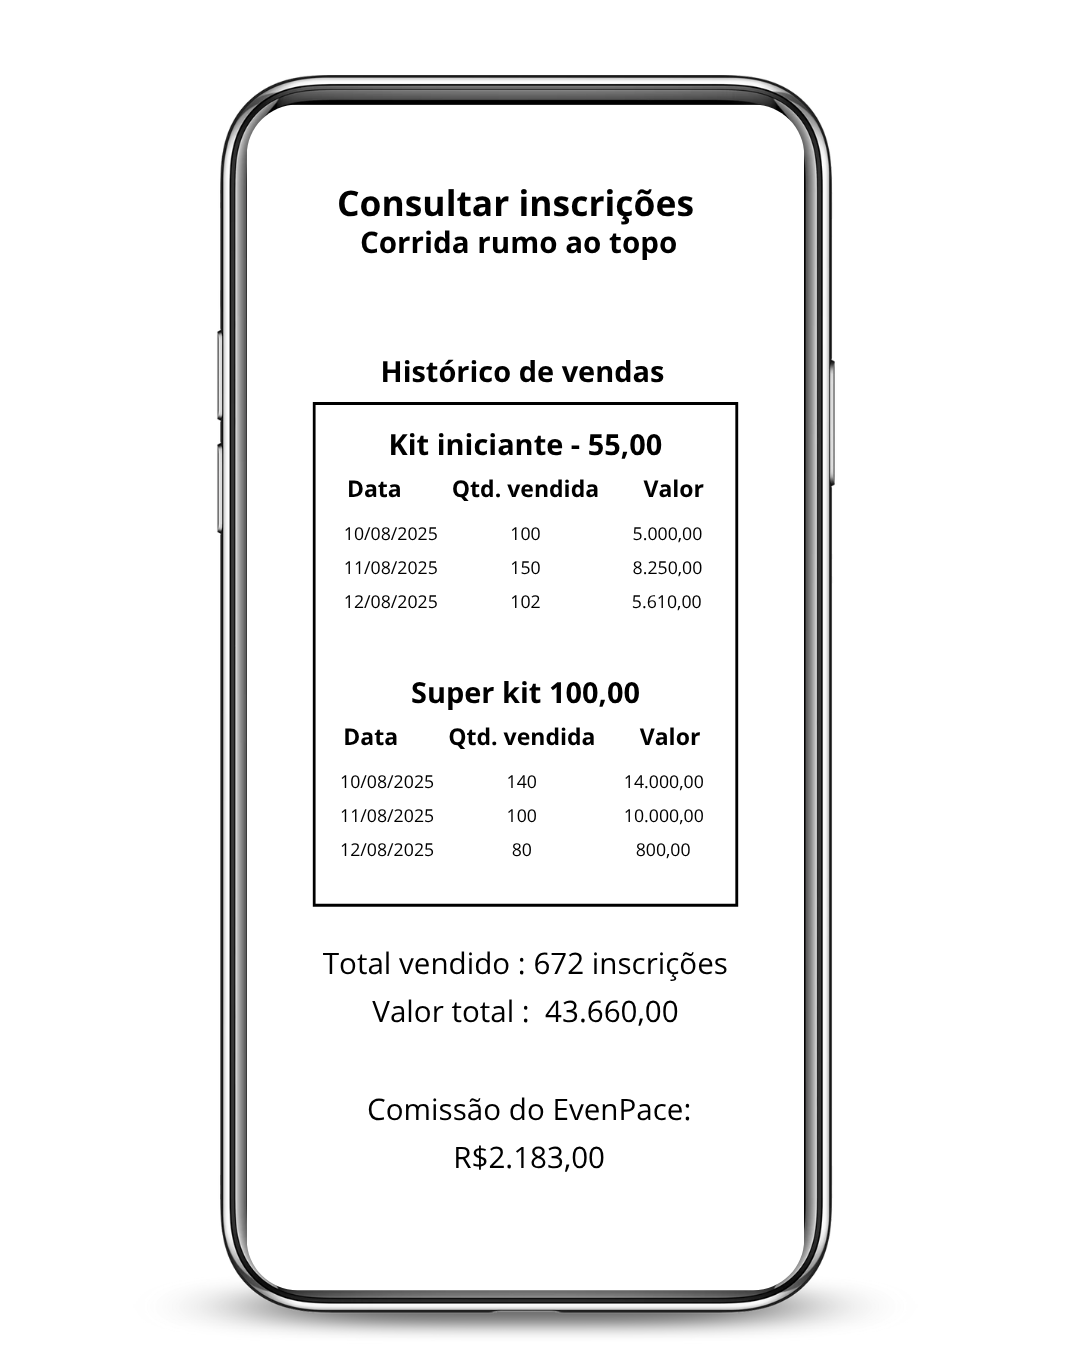 Consultar inscrições
Corrida rumo ao topo
Histórico de vendas
Kit iniciante - 55,00
Data Qtd. vendida Valor
10/08/2025 100 5.000,00
11/08/2025 150 8.250,00
12/08/2025 102 5.610,00
Super kit 100,00
Data Qtd. vendida Valor
10/08/2025 140 14.000,00
11/08/2025 100 10.000,00
12/08/2025 80 800,00
Total vendido : 672 inscrições
Valor total : 43.660,00
Comissão do EvenPace:
R$2.183,00